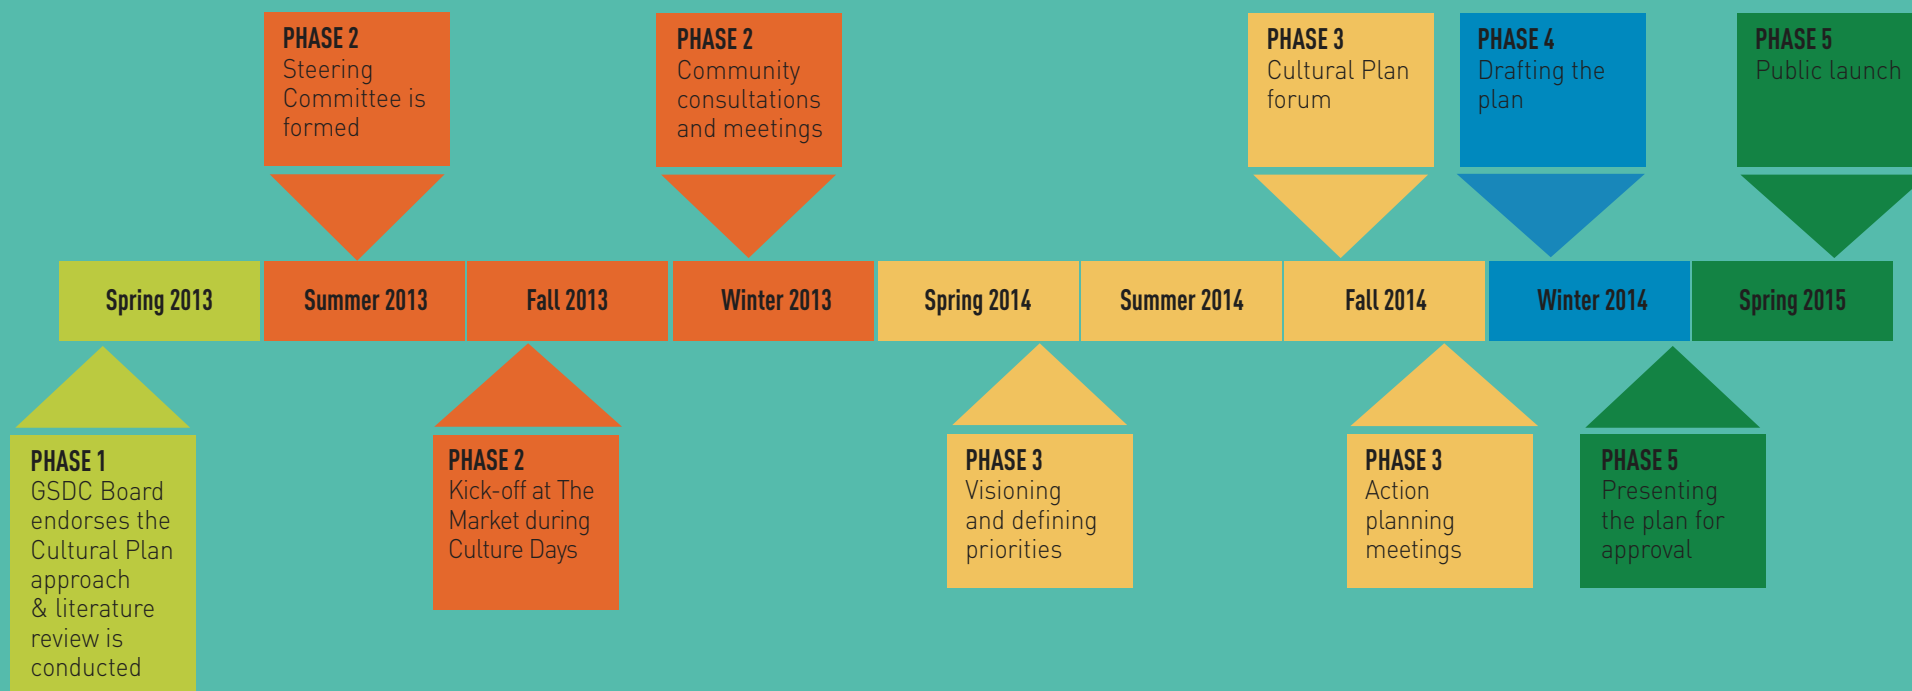 PHASE 2
Steering
Committee is
formed
PHASE 2
Community
consultations
and meetings
PHASE 3
Cultural Plan
forum
PHASE 4
Drafting the
plan
PHASE 5
Public launch
Spring 2013
Summer 2013
Fall 2013
Winter 2013
Spring 2014
Summer 2014
Fall 2014
Winter 2014
Spring 2015
PHASE 1
GSDC Board
endorses the
Cultural Plan
approach
& literature
review is
conducted
PHASE 2
Kick-off at The
Market during
Culture Days
PHASE 3
Visioning
and defining
priorities
PHASE 3
Action
planning
meetings
PHASE 5
Presenting
the plan for
approval